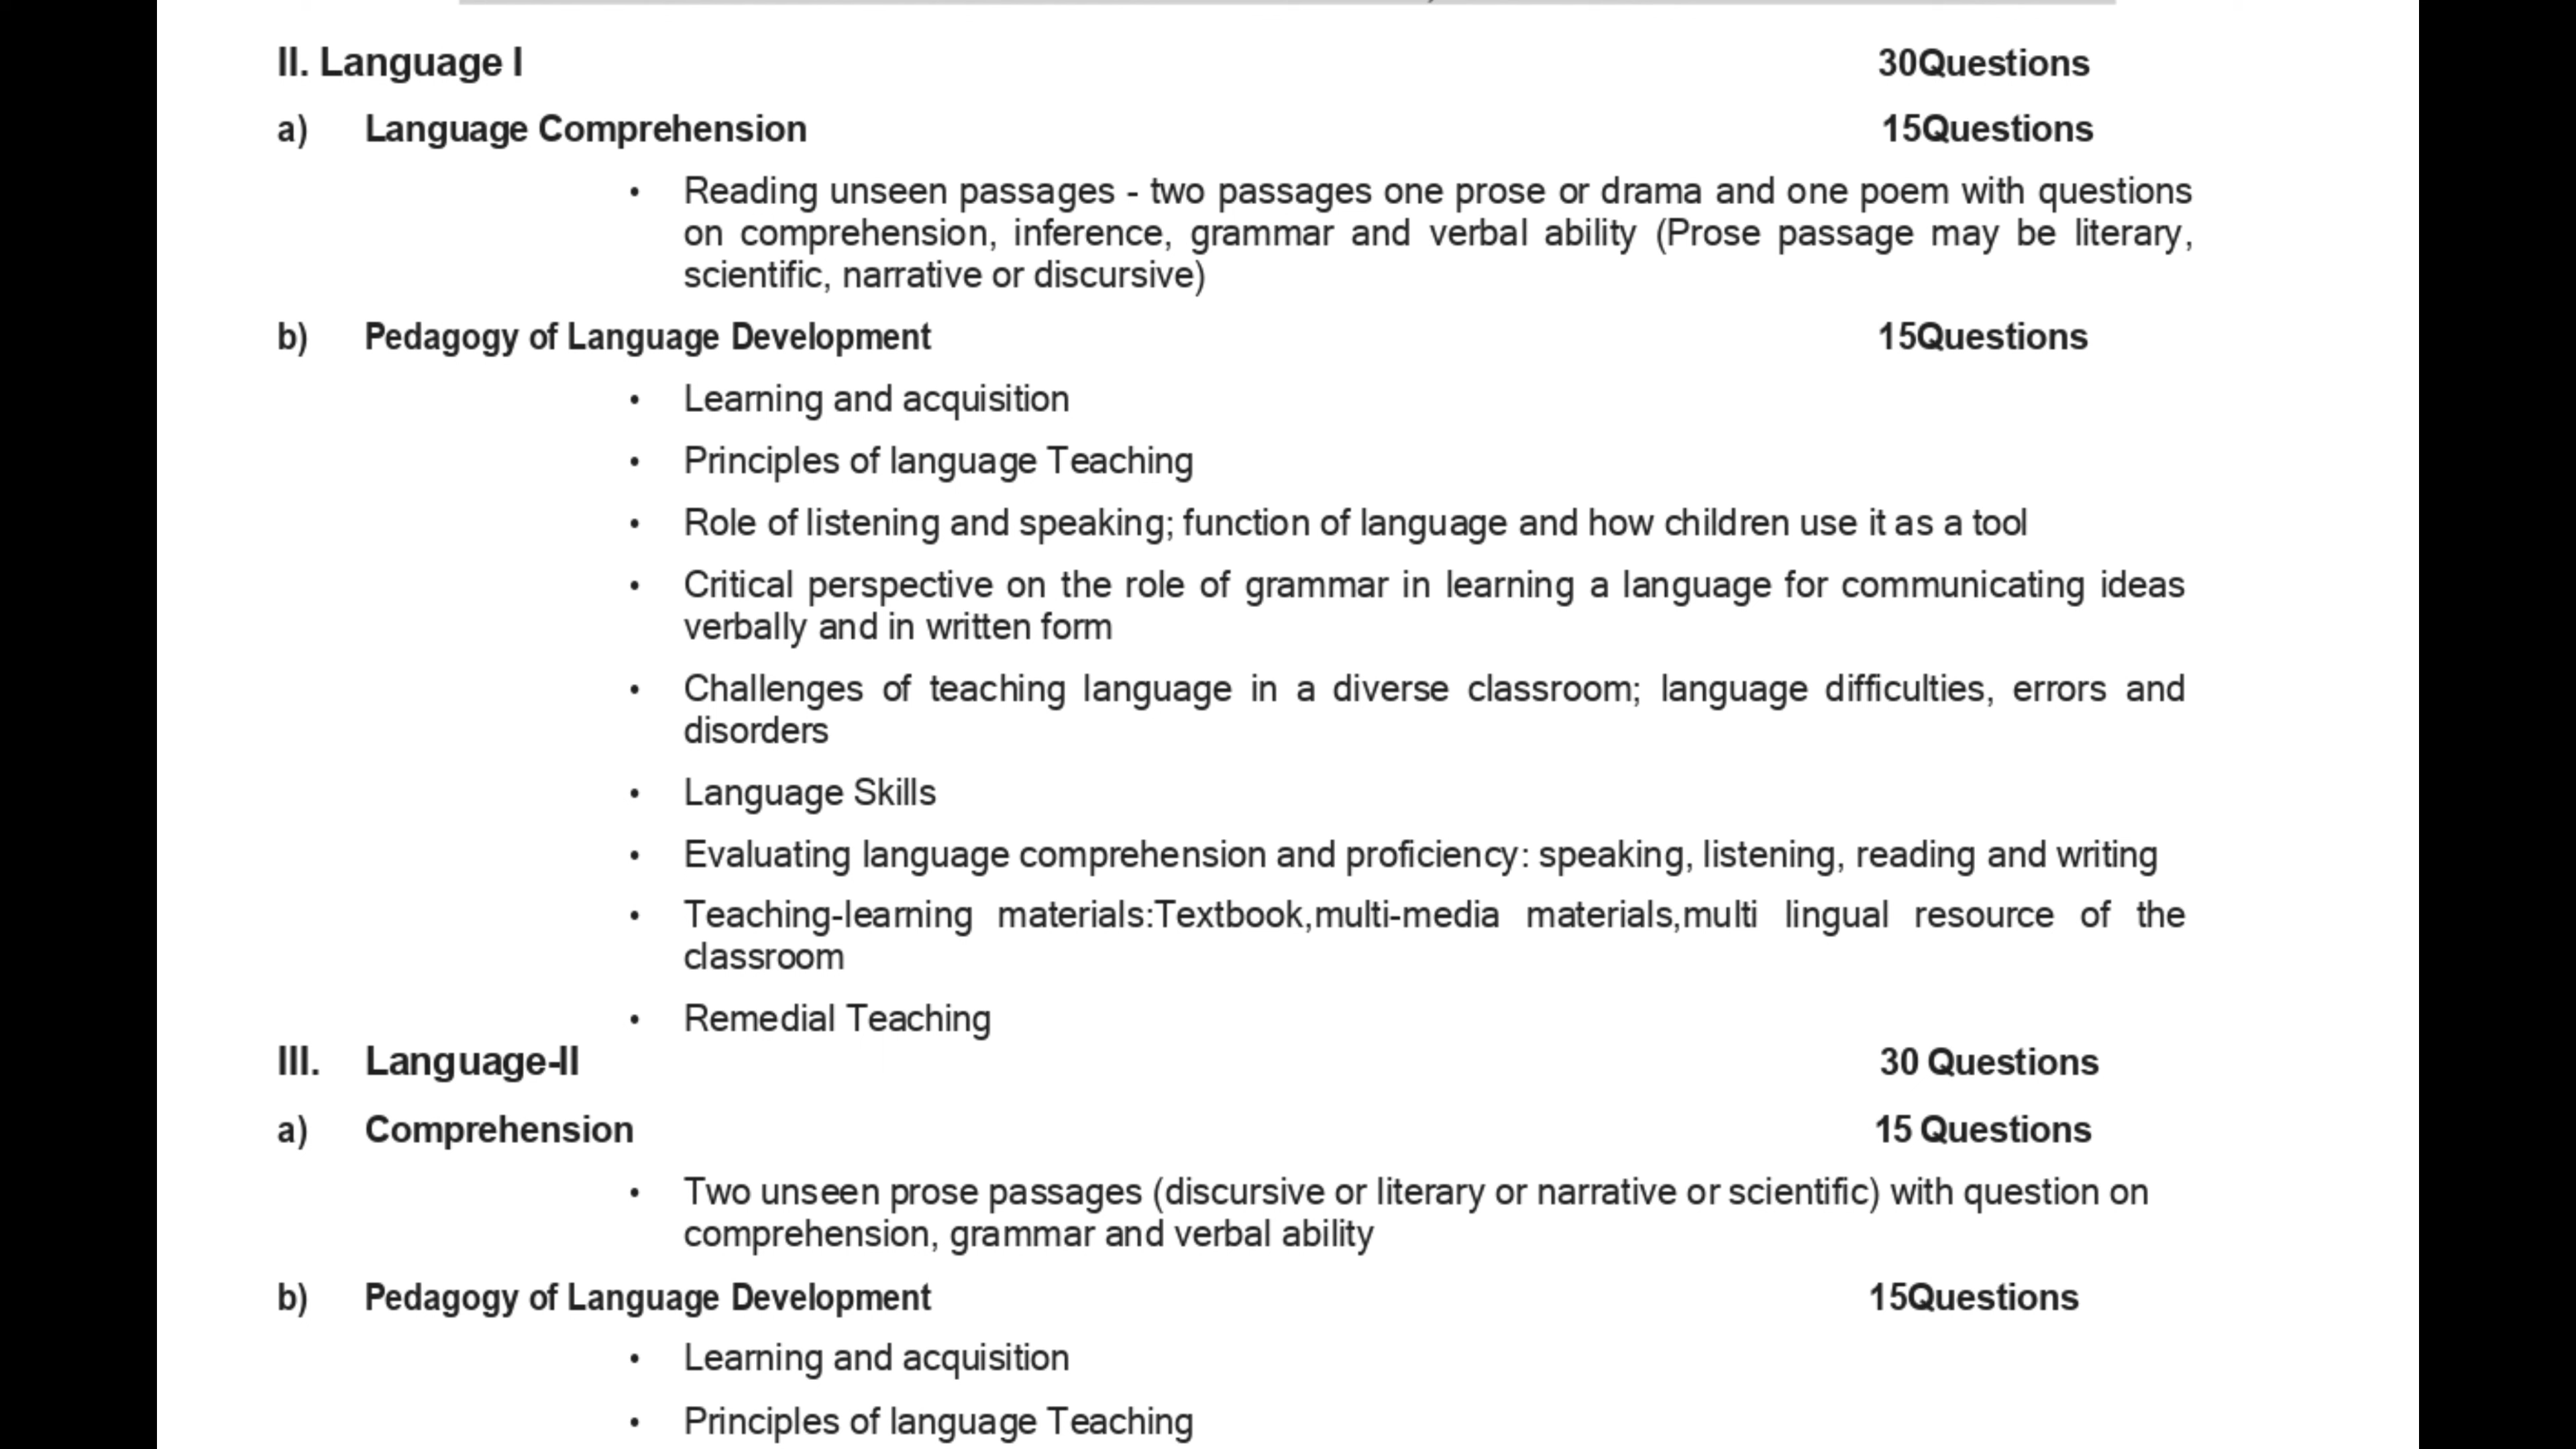 II. Language I 30Questions
a) Language Comprehension 15Questions
• Reading unseen passages - two passages one prose or drama and one poem with questions
on comprehension, inference, grammar and verbal ability (Prose passage may be literary,
scientific, narrative or discursive)
b) Pedagogy of Language Development 15Questions
• Learning and acquisition
• Principles of language Teaching
• Role of listening and speaking; function of language and how children use it as a tool
• Critical perspective on the role of grammar in learning a language for communicating ideas
verbally and in written form
• Challenges of teaching language in a diverse classroom; language difficulties, errors and
disorders
• Language Skills
• Evaluating language comprehension and proficiency: speaking, listening, reading and writing
• Teaching-learning materials:Textbook,multi-media materials,multi lingual resource of the
classroom
• Remedial Teaching
III. Language-II 30 Questions
a) Comprehension 15 Questions
• Two unseen prose passages (discursive or literary or narrative or scientific) with question on
comprehension, grammar and verbal ability
b) Pedagogy of Language Development 15Questions
• Learning and acquisition
• Principles of language Teaching